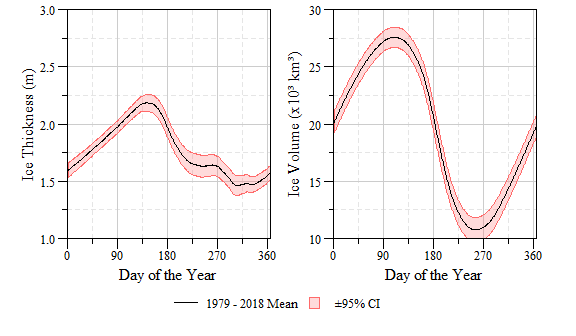 Ice Thickness (m)
3.0
2.5
2.0
1.5
1.0
0 90 180 270 360
Day of the Year
Ice Volume (x10³ km³)
30
25
20
15
10
0 90 180 270 360
Day of the Year
1979 - 2018 Mean ±95% CI